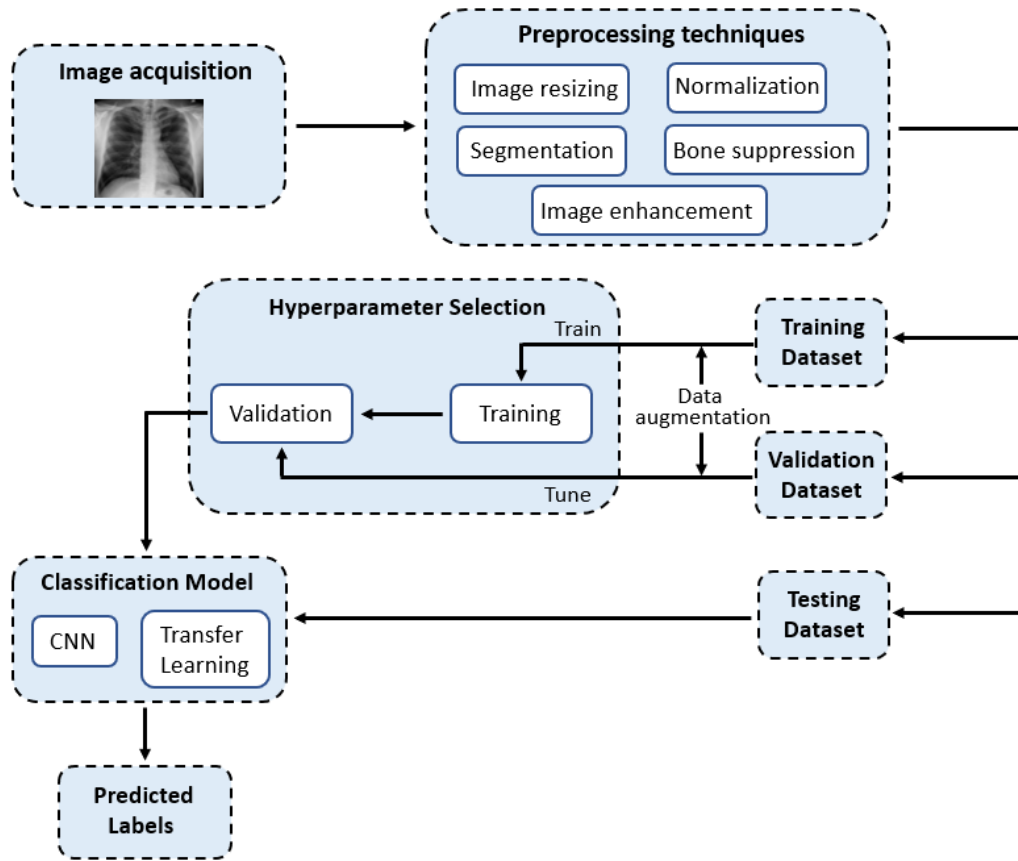 Image acquisition
Preprocessing techniques
Image resizing
Normalization
Segmentation
Bone suppression
Image enhancement
Hyperparameter Selection
Train
Training
Dataset
Validation
Training
Data
augmentation
Validation
Dataset
Tune
Classification Model
CNN
Transfer
Learning
Testing
Dataset
Predicted
Labels